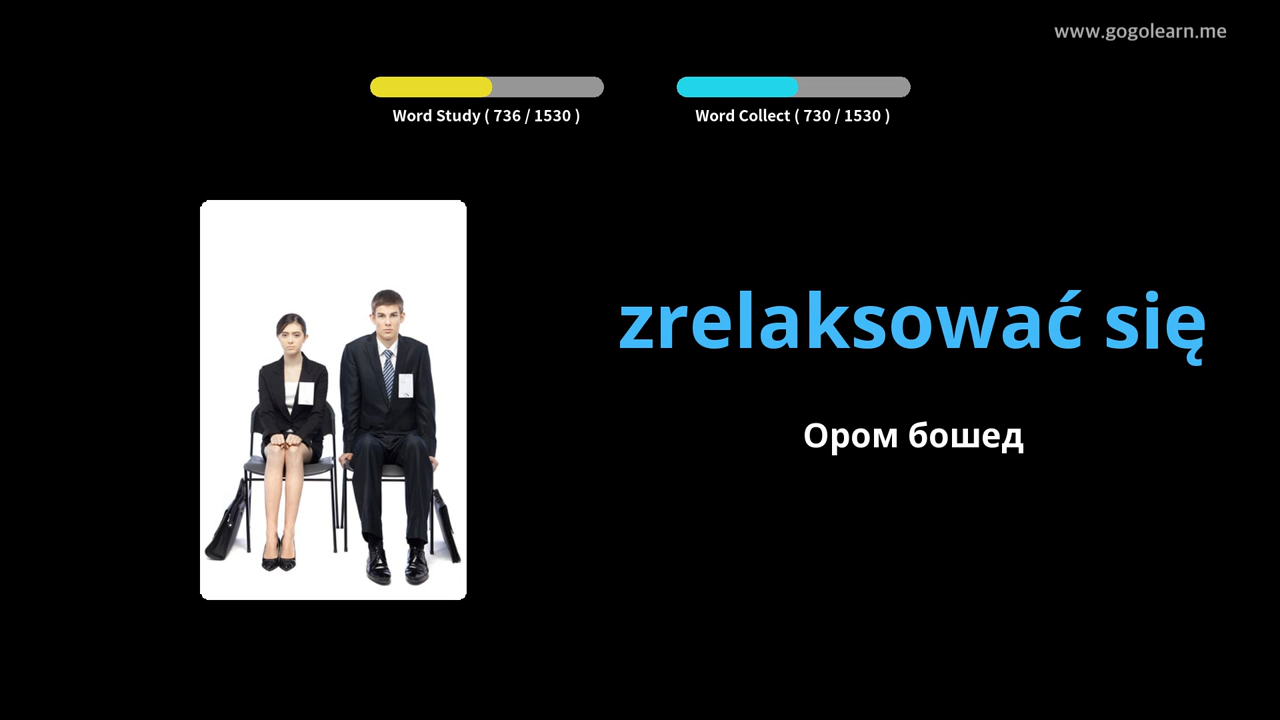 www.gogolearn.me
Word Study ( 736 / 1530 )
Word Collect ( 730 / 1530 )
zrelaksować się
Ором бошед